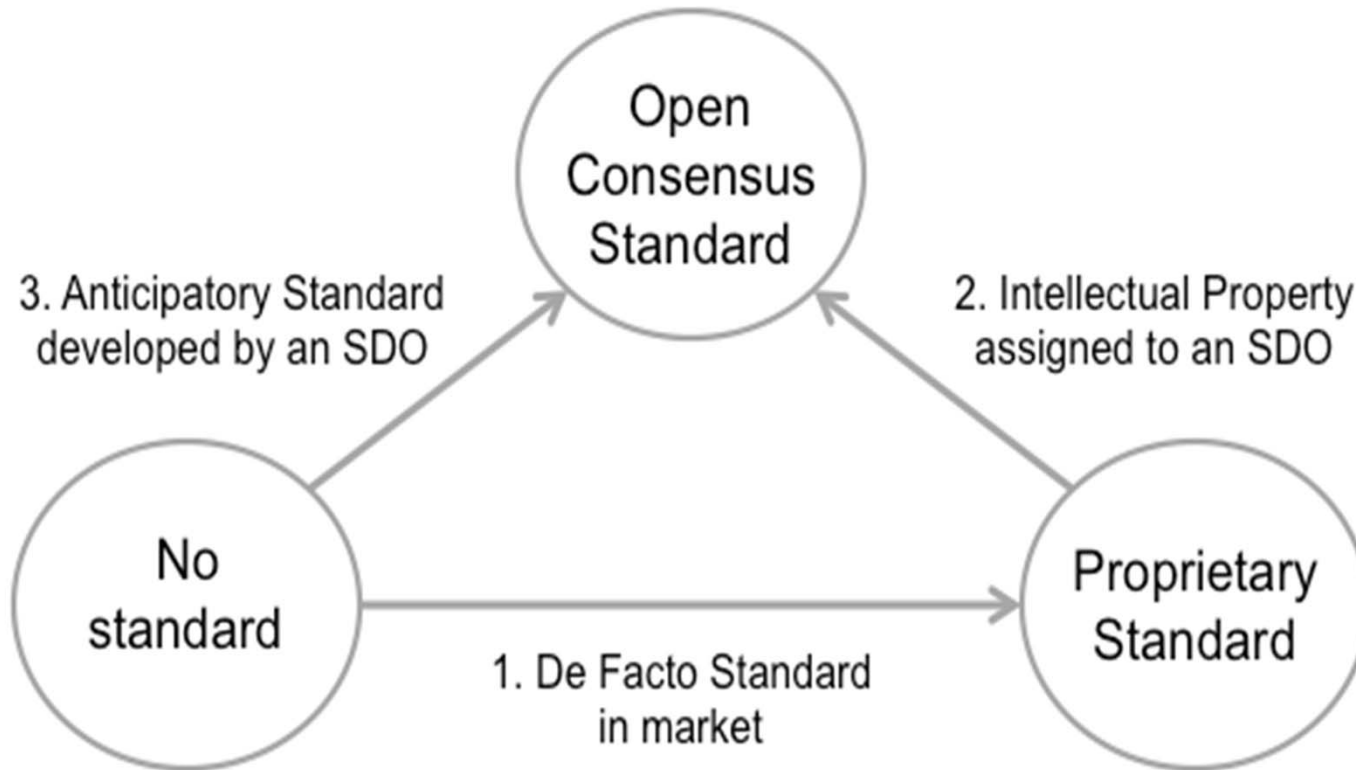 Open
Consensus
Standard
3. Anticipatory Standard
developed by an SDO
2. Intellectual Property
assigned to an SDO
No
standard
Proprietary
Standard
1. De Facto Standard
in market